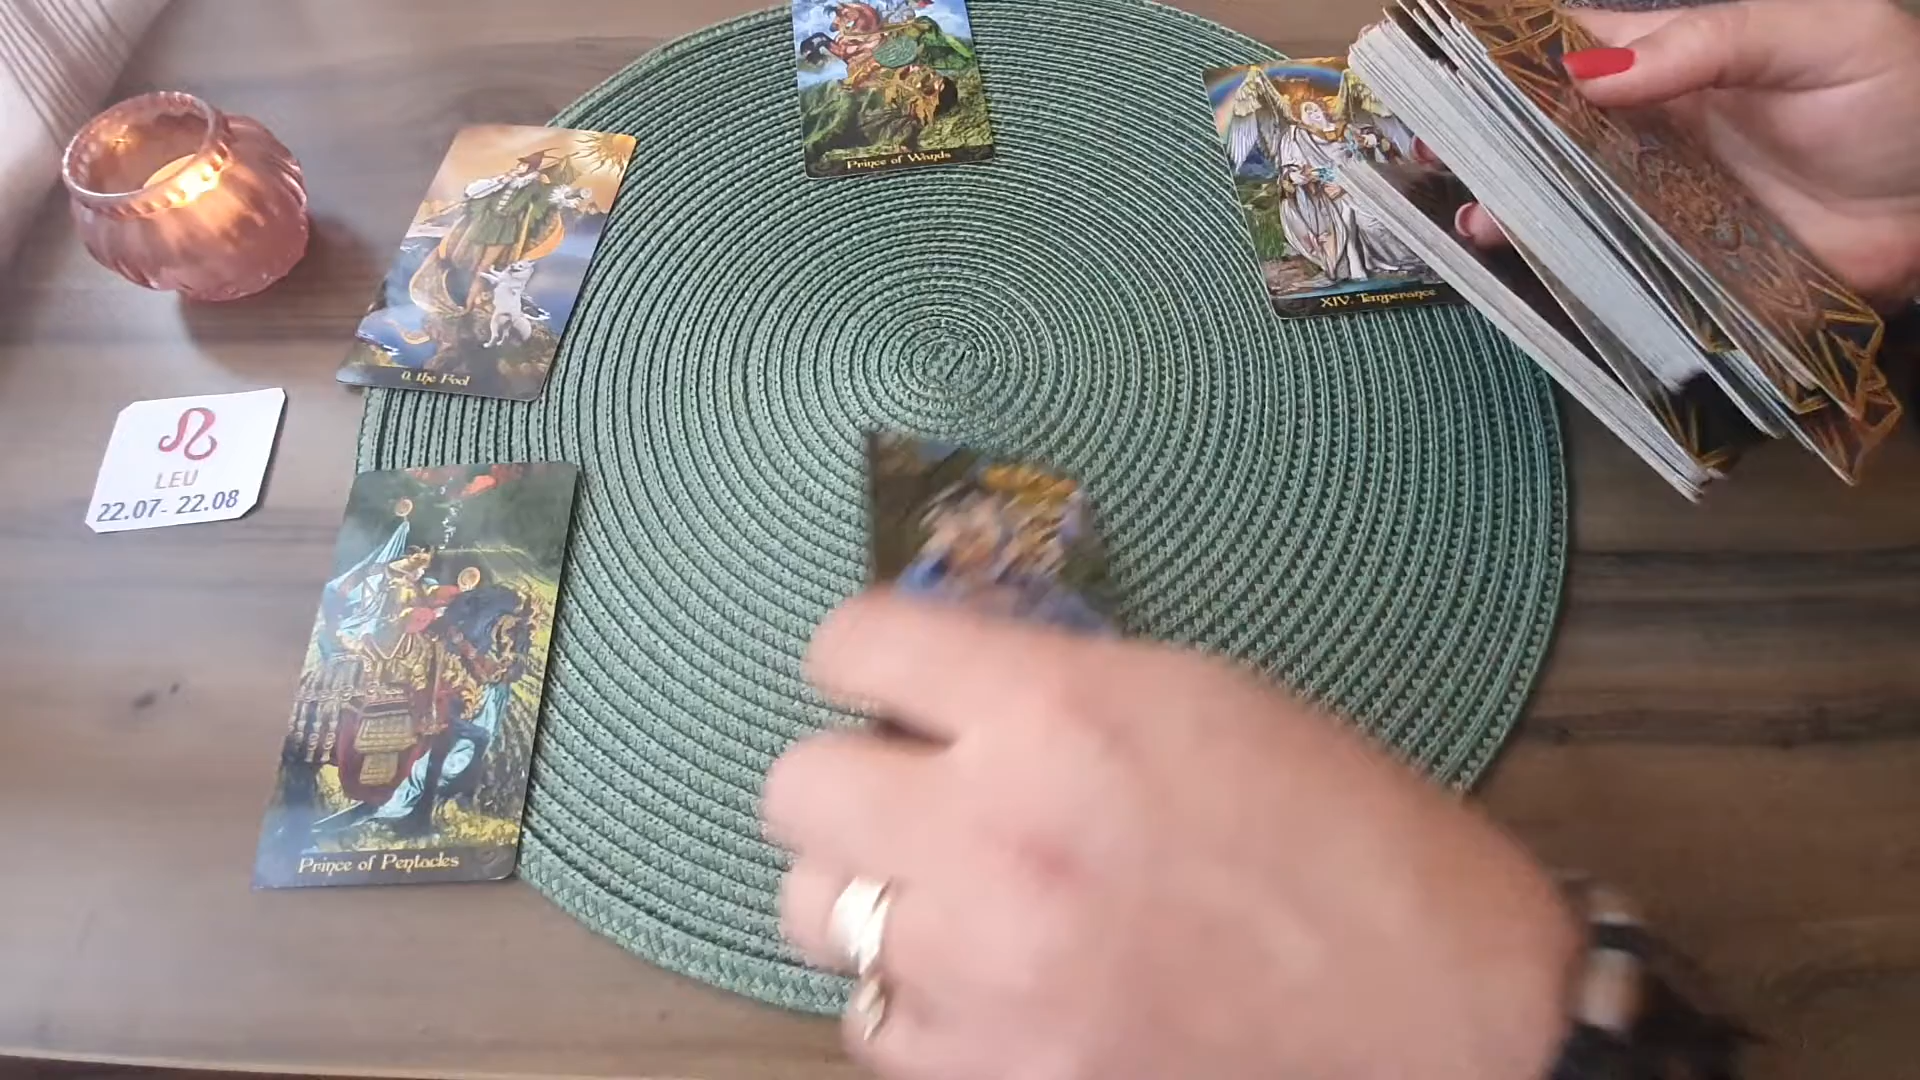 Prince of Wands
XIV. Temperance
0. the Fool
LEU
22.07- 22.08
Prince of Pentacles